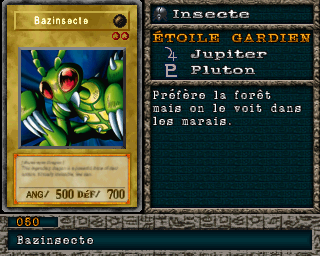 Bazinsecte
ANG/ 500 DÉF/ 700
Insecte
ÉTOILE GARDIEN
Jupiter
Pluton
Préfère la forêt
mais on le voit dans
les marais.
050
Bazinsecte